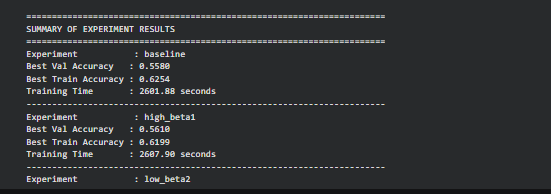 ======================================================================
SUMMARY OF EXPERIMENT RESULTS
======================================================================
Experiment           : baseline
Best Val Accuracy   : 0.5580
Best Train Accuracy : 0.6254
Training Time       : 2601.88 seconds
----------------------------------------------------------------------
Experiment           : high_beta1
Best Val Accuracy   : 0.5610
Best Train Accuracy : 0.6199
Training Time       : 2607.90 seconds
----------------------------------------------------------------------
Experiment           : low_beta2